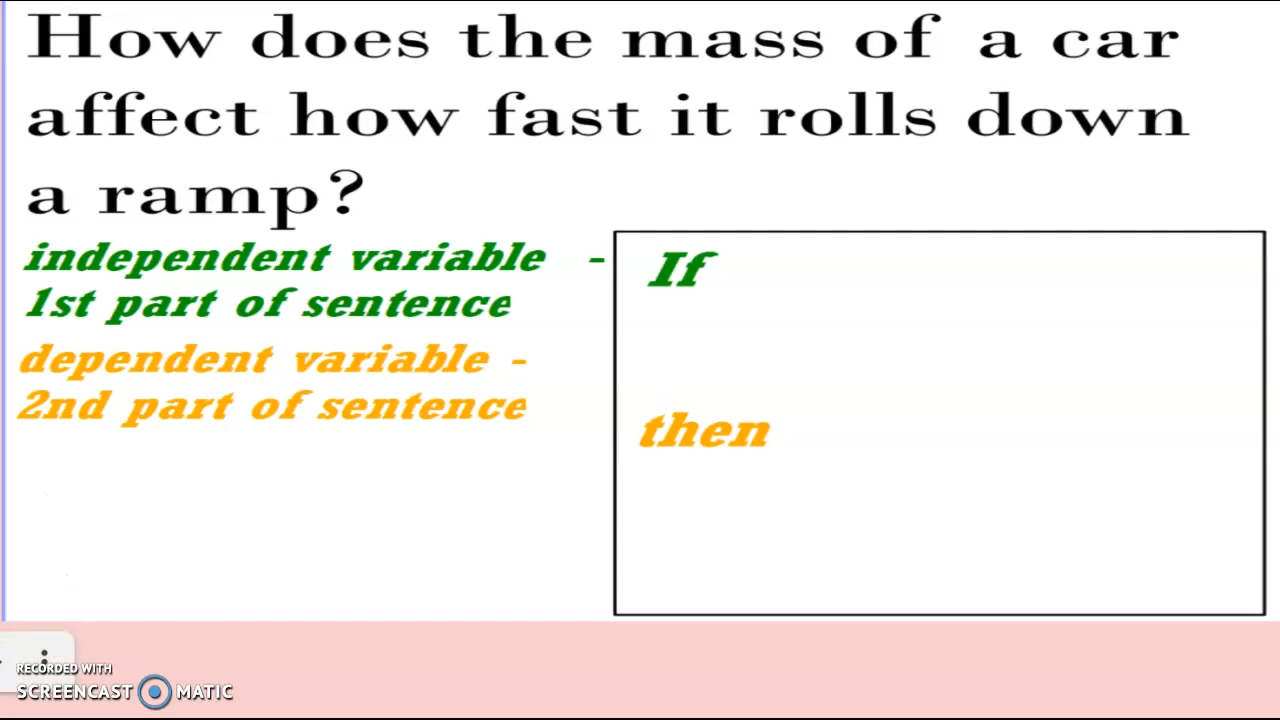 How does the mass of a car
affect how fast it rolls down
a ramp?
independent variable -
1st part of sentence
dependent variable -
2nd part of sentence
If
then
RECORDED WITH
SCREENCAST MATIC